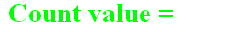 Count value =